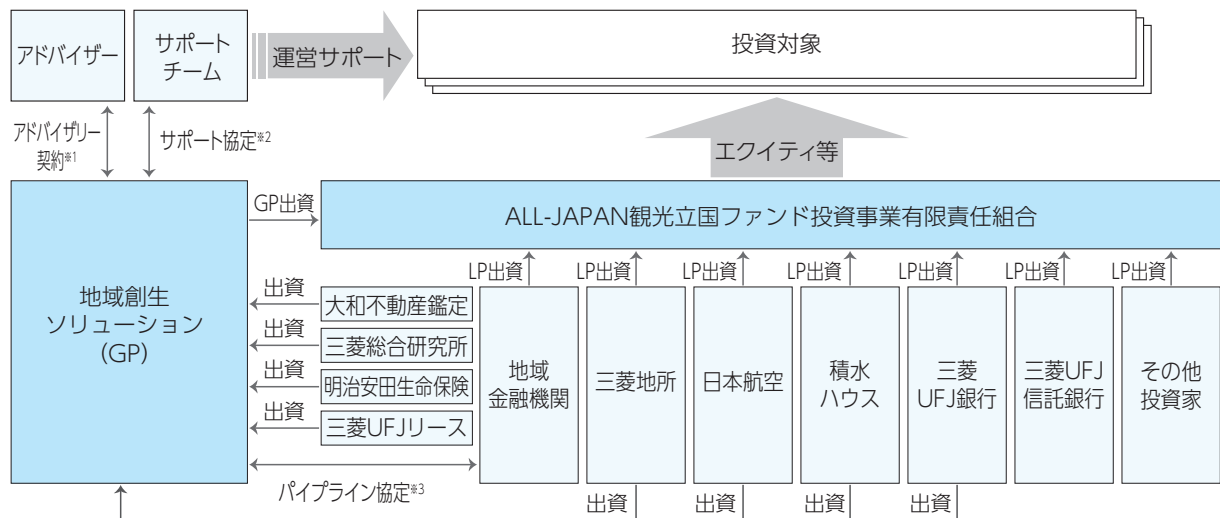 アドバイザー
サポート
チーム
運営サポート
投資対象
アドバイザリー
契約※1
サポート協定※2
エクイティ等
GP出資
ALL-JAPAN観光立国ファンド投資事業有限責任組合
LP出資
LP出資
LP出資
LP出資
LP出資
LP出資
LP出資
地域創生
ソリューション
(GP)
出資
大和不動産鑑定
出資
三菱総合研究所
出資
明治安田生命保険
出資
三菱UFJリース
地域
金融機関
三菱地所
日本航空
積水
ハウス
三菱
UFJ銀行
三菱UFJ
信託銀行
その他
投資家
パイプライン協定※3
出資
出資
出資
出資